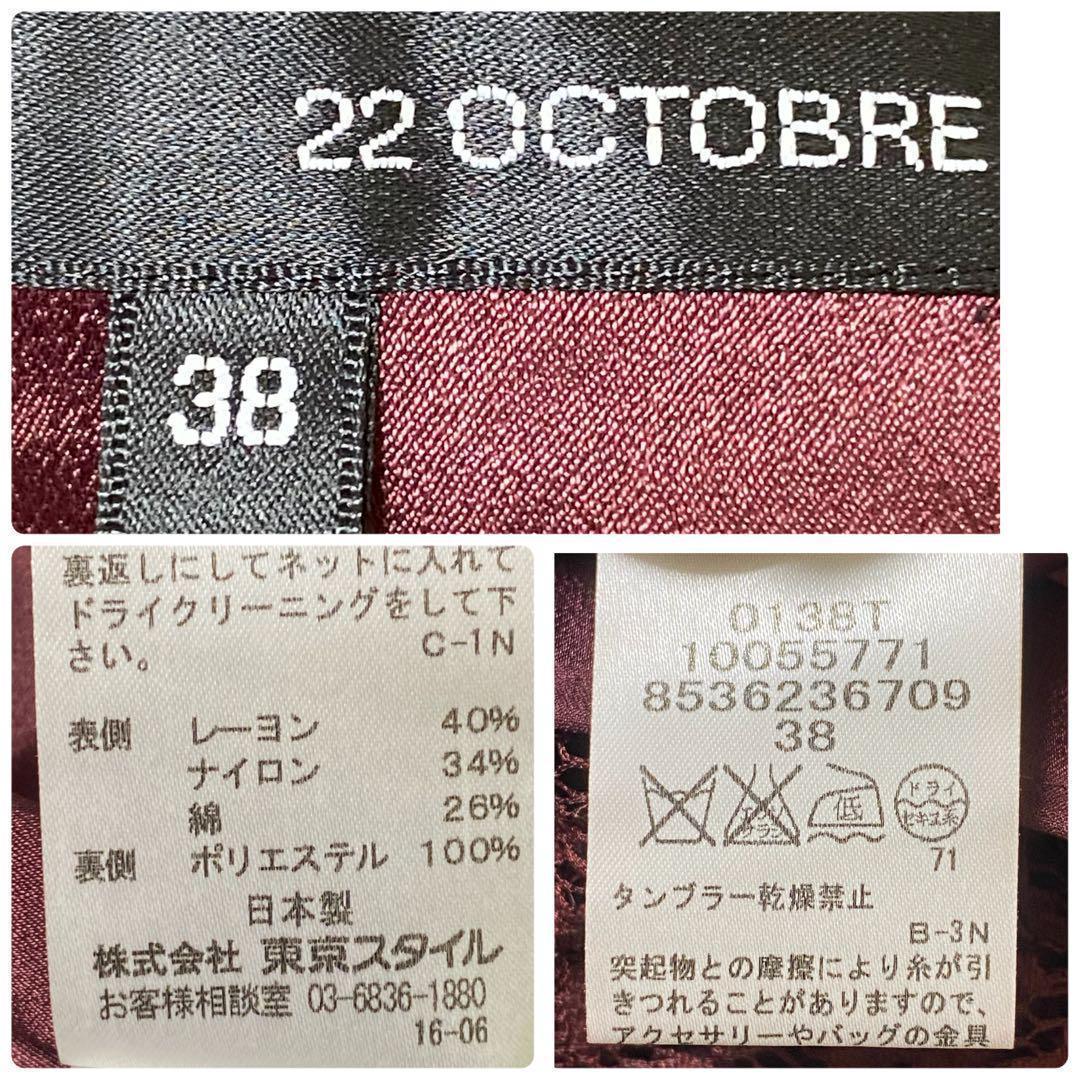 22 OCTOBRE
38
裏返しにしてネットに入れて
ドライクリーニングをして下
さい。 C-1N
表側 レーヨン 40%
ナイロン 34%
綿 26%
裏側 ポリエステル 100%
日本製
株式会社 東京スタイル
お客様相談室 03-6836-1880
16-06
0138T
10055771
8536236709
38
低 ドライ
セキユ系
71
タンブラー乾燥禁止
B-3N
突起物との摩擦により糸が引
きつれることがありますので、
アクセサリーやバッグの金具